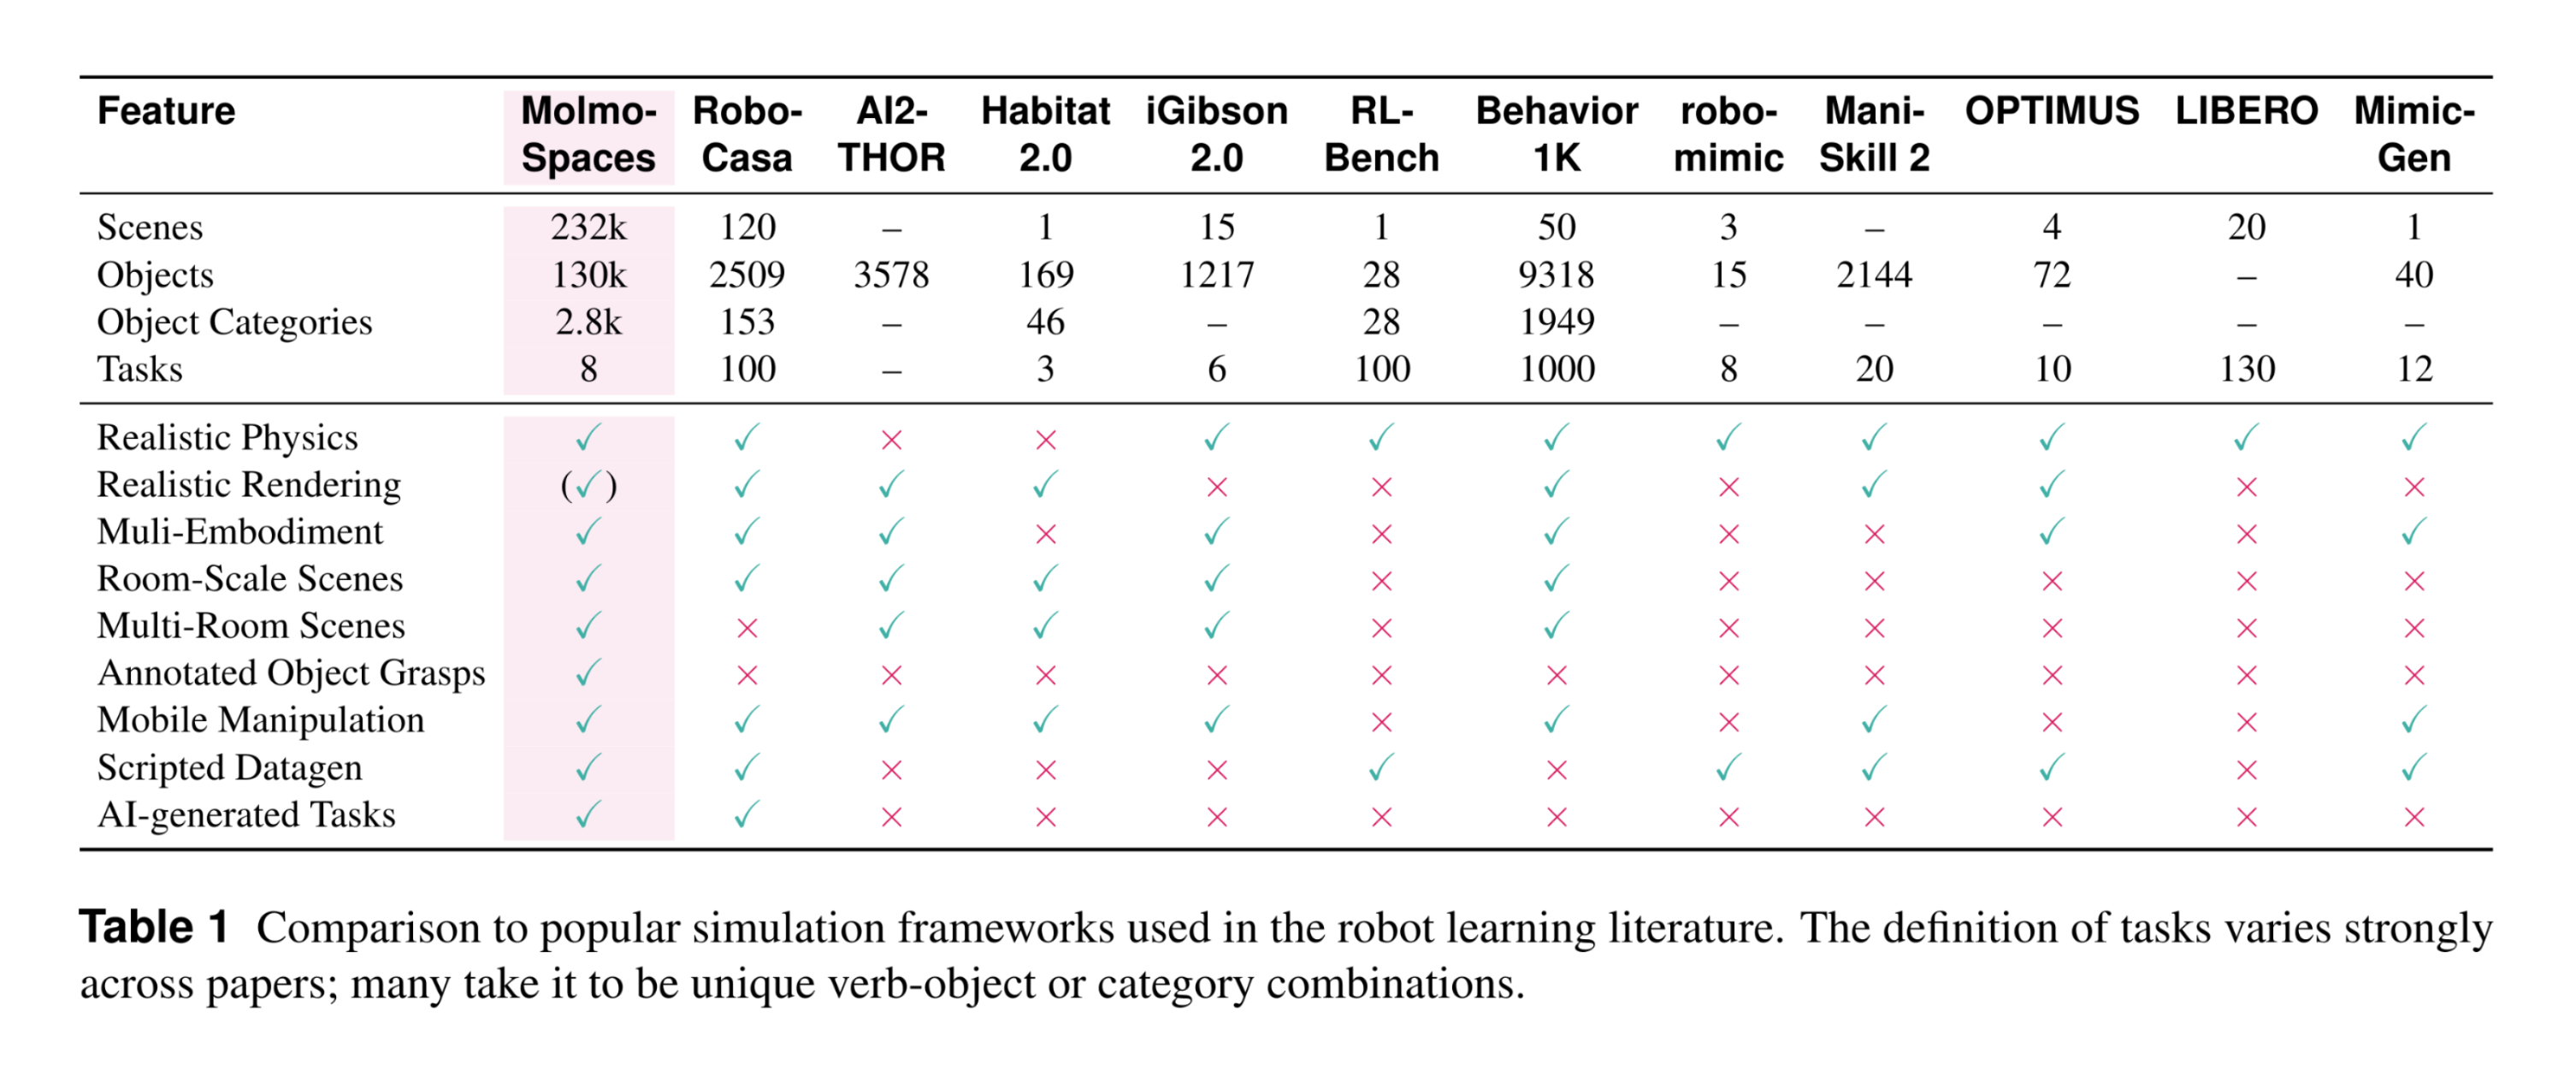 Feature Molmo- Robo- AI2- Habitat iGibson RL- Behavior robo- Mani- OPTIMUS LIBERO Mimic-
Spaces Casa THOR 2.0 2.0 Bench 1K mimic Skill 2 Gen
Scenes 232k 120 – 1 15 1 50 3 – 4 20 1
Objects 130k 2509 3578 169 1217 28 9318 15 2144 72 – 40
Object Categories 2.8k 153 – 46 – 28 1949 – – – – –
Tasks 8 100 – 3 6 100 1000 8 20 10 130 12
Realistic Physics ✓ ✓ × × ✓ ✓ ✓ ✓ ✓ ✓ ✓ ✓
Realistic Rendering (✓) ✓ ✓ ✓ × × ✓ × ✓ ✓ × ×
Muli-Embodiment ✓ ✓ ✓ × ✓ × ✓ × × ✓ × ✓
Room-Scale Scenes ✓ ✓ ✓ ✓ ✓ × ✓ × × × × ×
Multi-Room Scenes ✓ × ✓ ✓ ✓ × ✓ × × × × ×
Annotated Object Grasps ✓ × × × × × × × × × × ×
Mobile Manipulation ✓ ✓ ✓ ✓ ✓ × ✓ × ✓ × × ✓
Scripted Datagen ✓ ✓ × × × ✓ × ✓ ✓ ✓ × ✓
AI-generated Tasks ✓ ✓ × × × × × × × × × ×
Table 1 Comparison to popular simulation frameworks used in the robot learning literature. The definition of tasks varies strongly
across papers; many take it to be unique verb-object or category combinations.